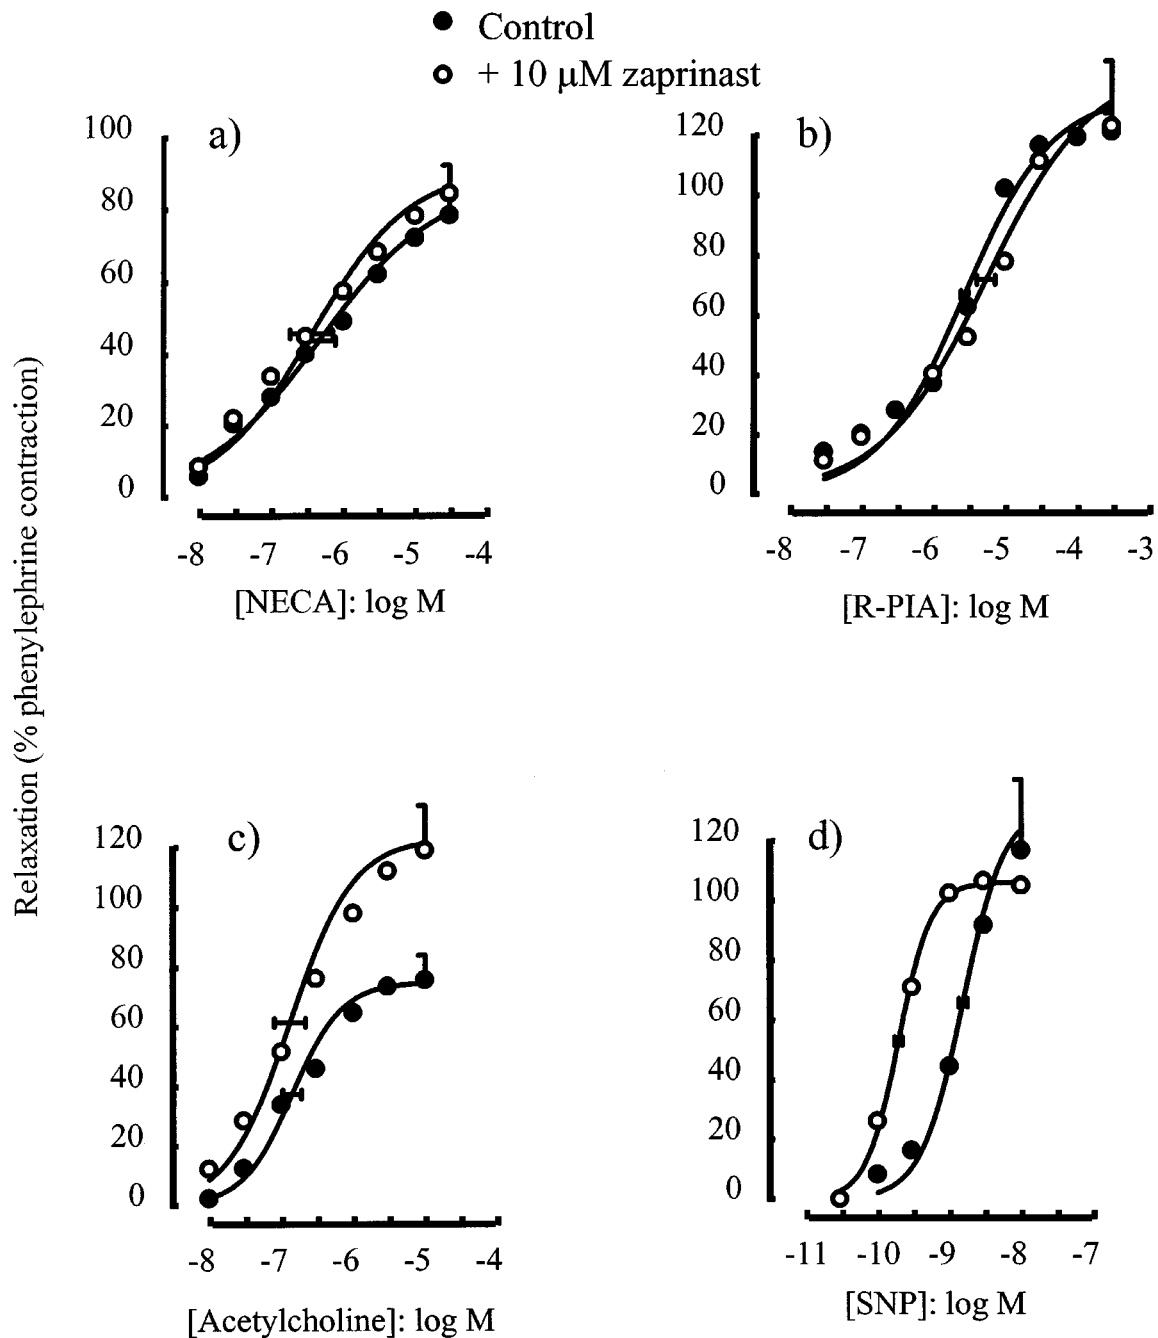 Control
+ 10 μM zaprinast
a)
100
80
60
40
20
0
-8 -7 -6 -5 -4
[NECA]: log M
b)
120
100
80
60
40
20
0
-8 -7 -6 -5 -4 -3
[R-PIA]: log M
Relaxation (% phenylephrine contraction)
c)
120
100
80
60
40
20
0
-8 -7 -6 -5 -4
[Acetylcholine]: log M
d)
120
100
80
60
40
20
0
-11 -10 -9 -8 -7
[SNP]: log M